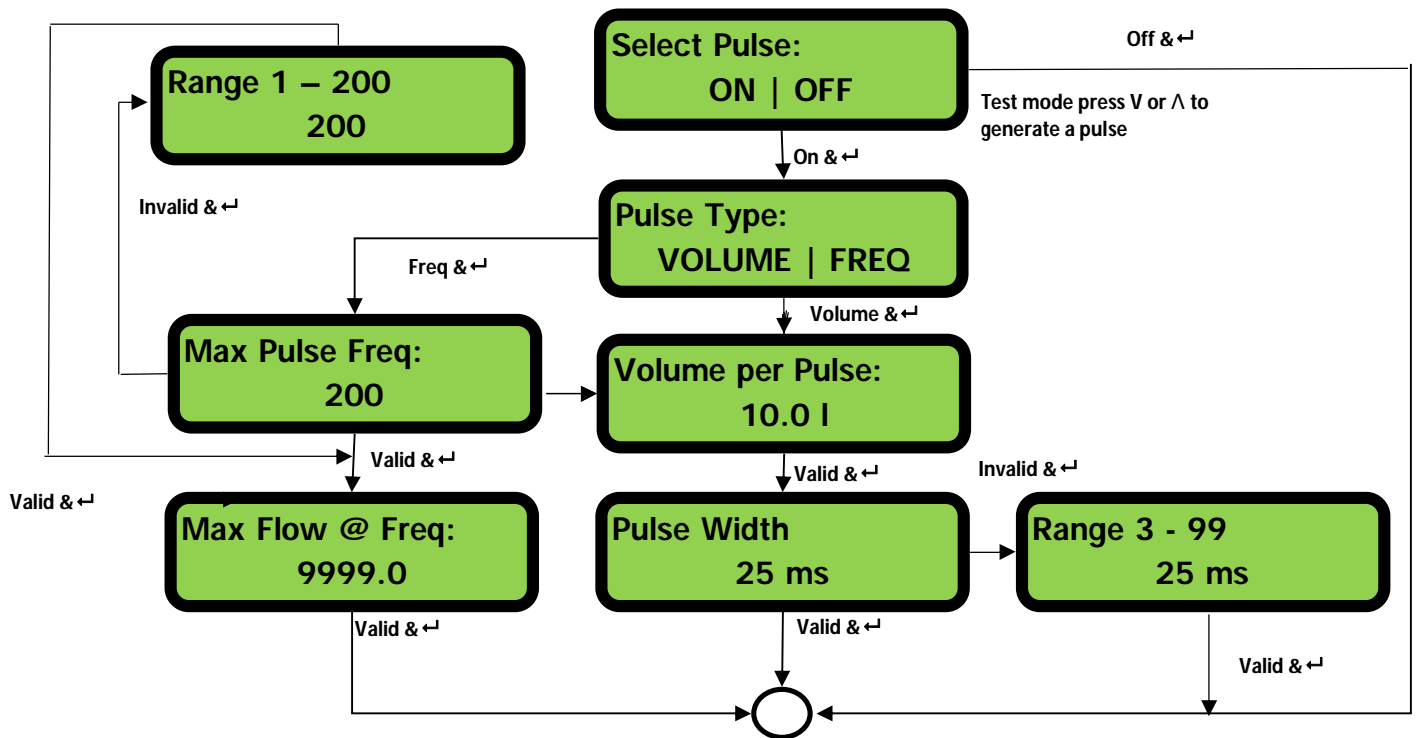 Select Pulse:
ON | OFF
Off & ↵
Range 1 – 200
200
Test mode press V or Λ to
generate a pulse
On & ↵
Invalid & ↵
Pulse Type:
VOLUME | FREQ
Freq & ↵
Volume & ↵
Max Pulse Freq:
200
Volume per Pulse:
10.0 l
Valid & ↵
Valid & ↵
Invalid & ↵
Valid & ↵
Max Flow @ Freq:
9999.0
Pulse Width
25 ms
Range 3 - 99
25 ms
Valid & ↵
Valid & ↵
Valid & ↵